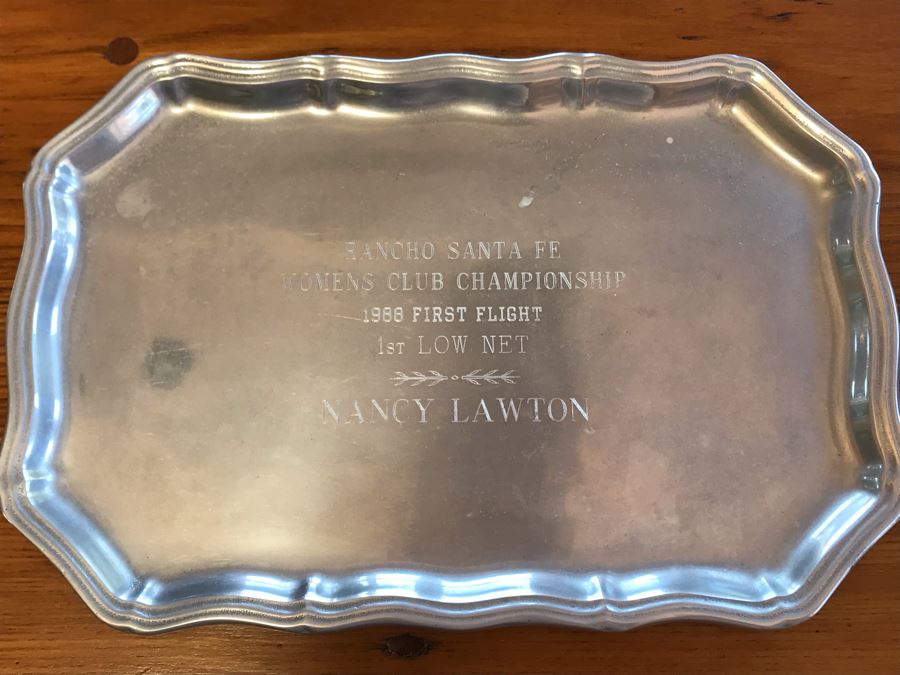 RANCHO SANTA FE
WOMENS CLUB CHAMPIONSHIP
1988 FIRST FLIGHT
1ST LOW NET
NANCY LAWTON